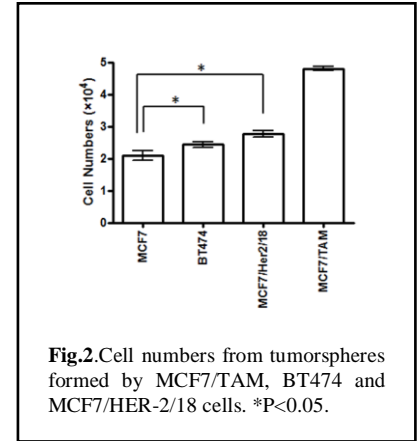 Cell Numbers (×10⁴)
5
4
3
2
1
0
*
*
MCF7
BT474
MCF7/Her2/18
MCF7/TAM
Fig.2.Cell numbers from tumorspheres
formed by MCF7/TAM, BT474 and
MCF7/HER-2/18 cells. *P<0.05.